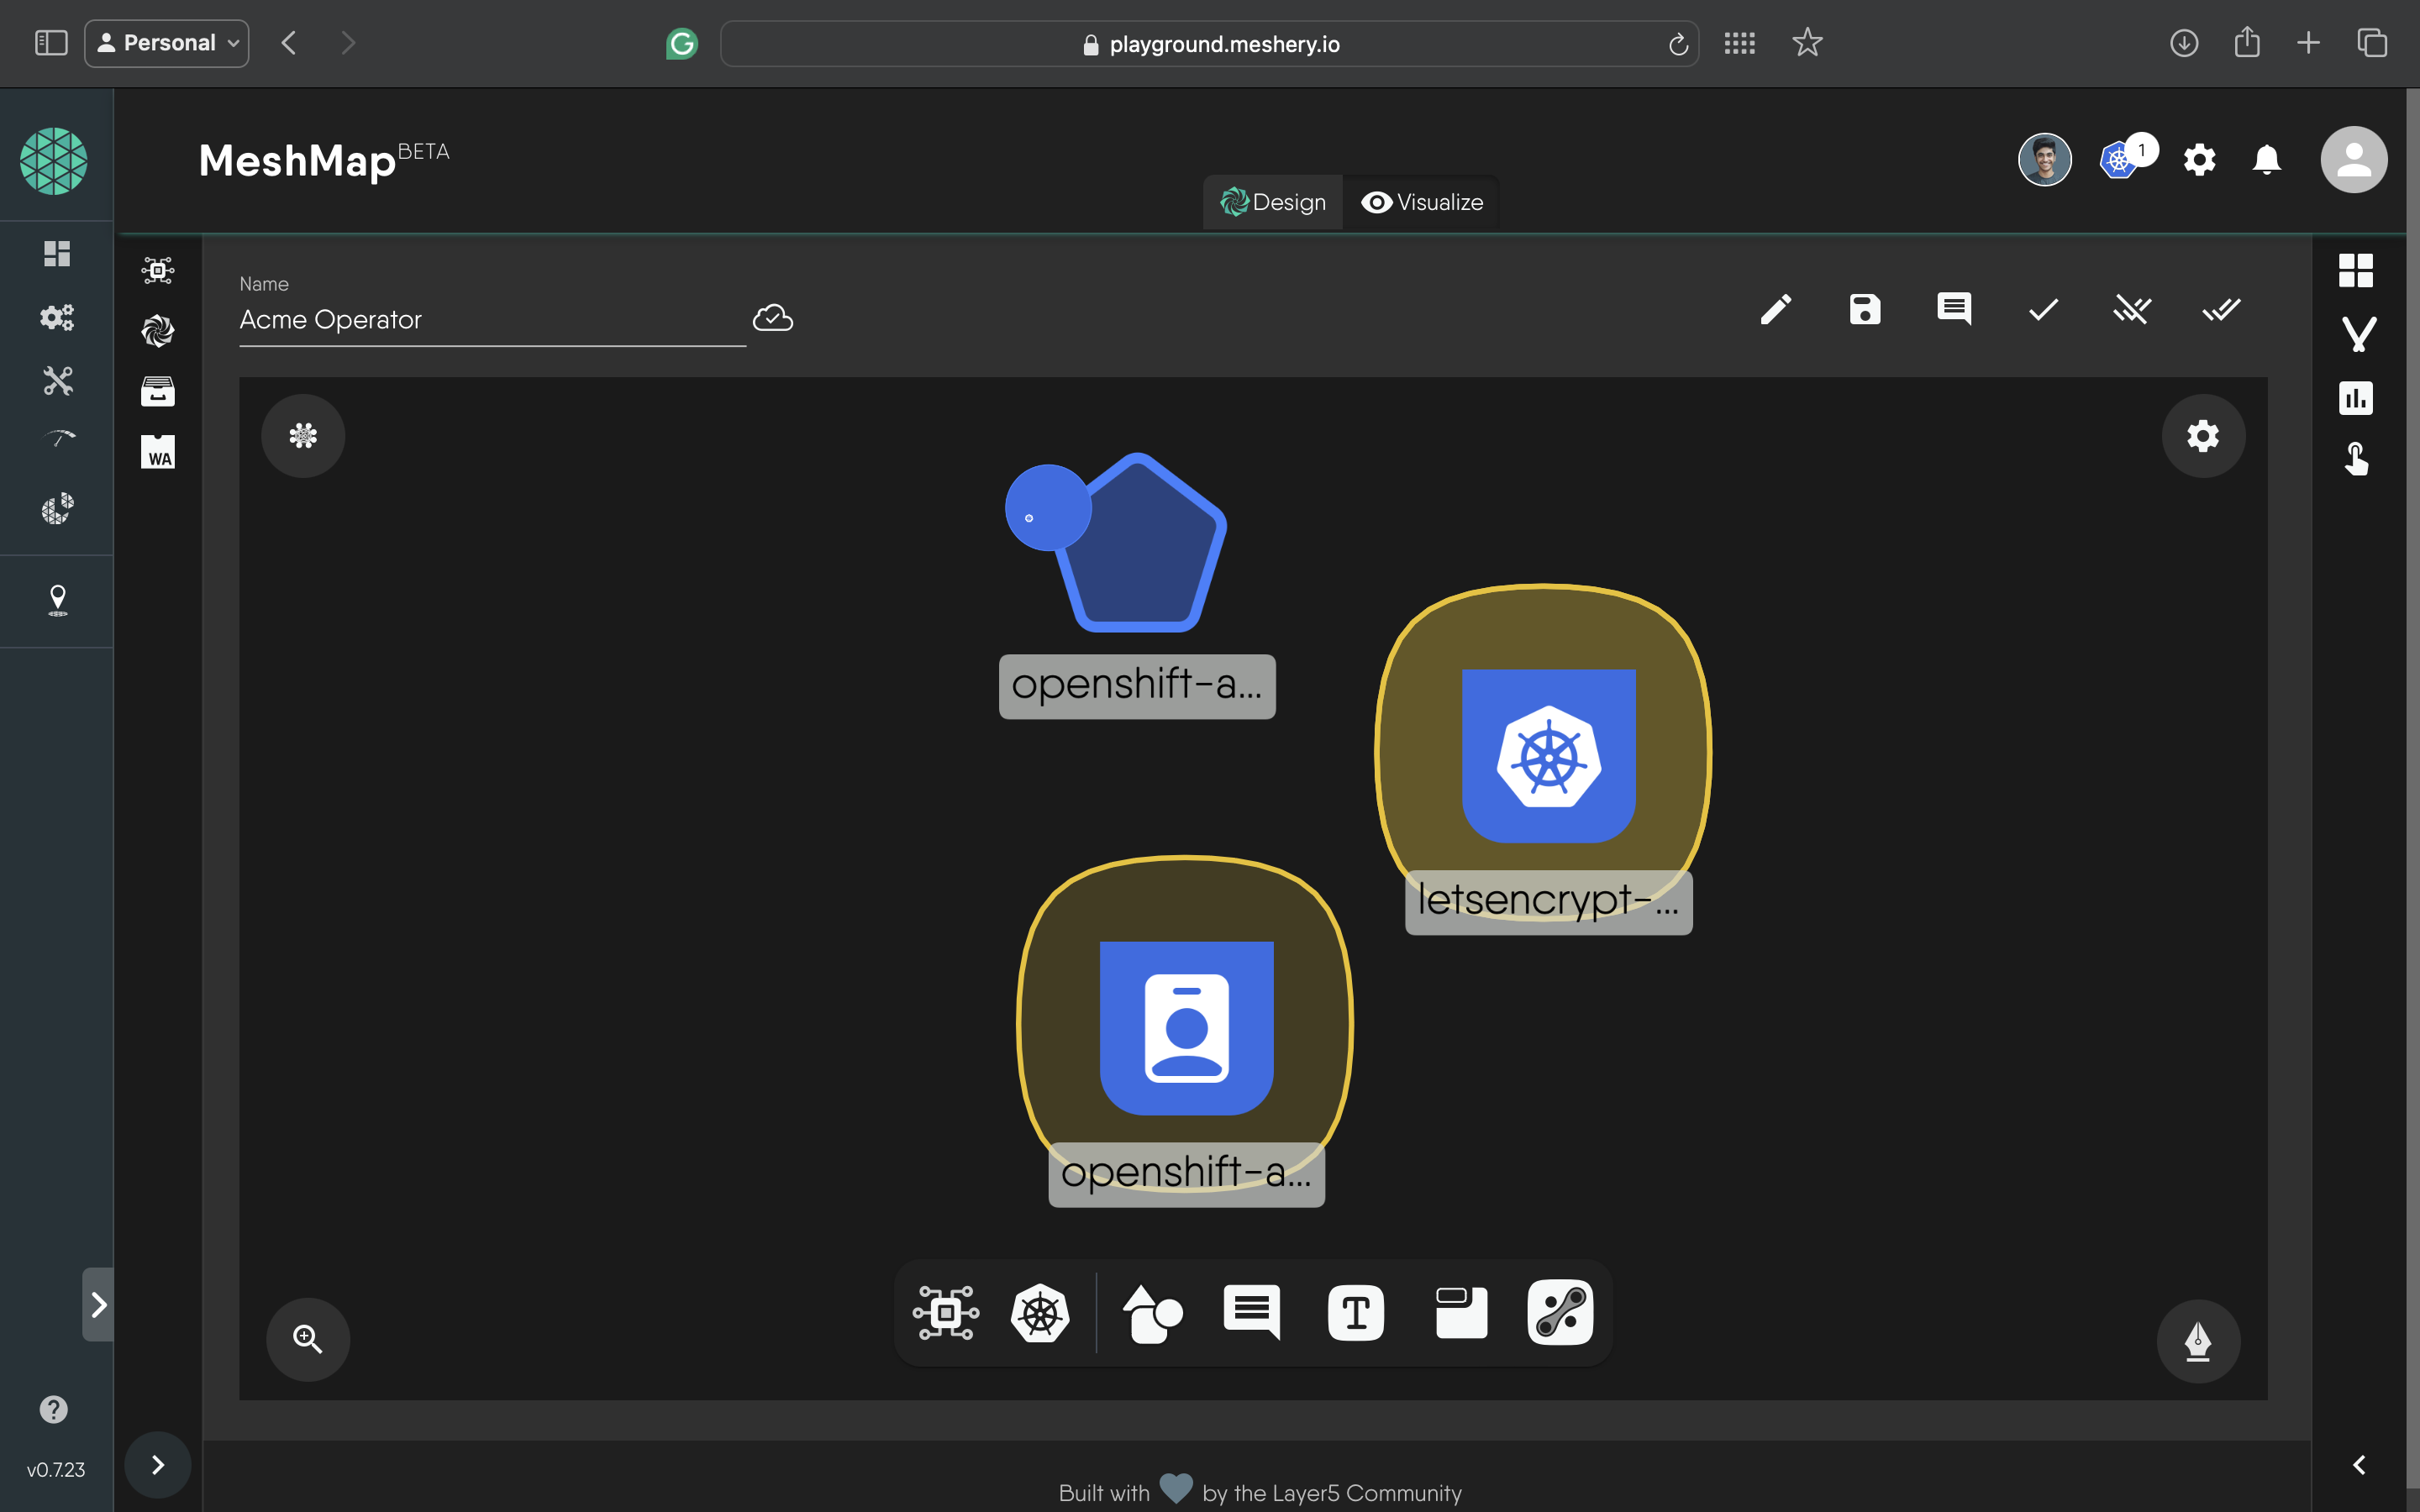 Personal
playground.meshery.io
MeshMap BETA
1
Design
Visualize
Name
Acme Operator
WA
openshift-a...
letsencrypt-...
openshift-a...
T
v0.7.23
Built with by the Layer5 Community